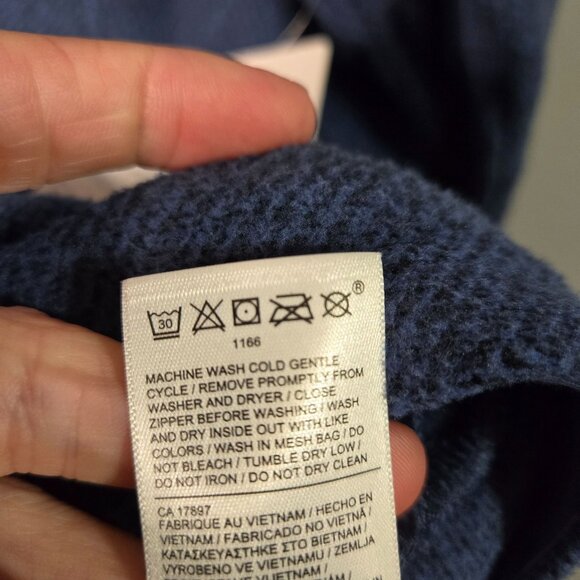 30
®
1166
MACHINE WASH COLD GENTLE
CYCLE / REMOVE PROMPTLY FROM
WASHER AND DRYER / CLOSE
ZIPPER BEFORE WASHING / WASH
AND DRY INSIDE OUT WITH LIKE
COLORS / WASH IN MESH BAG / DO
NOT BLEACH / TUMBLE DRY LOW /
DO NOT IRON / DO NOT DRY CLEAN
CA 17897
FABRIQUE AU VIETNAM / HECHO EN
VIETNAM / FABRICADO NO VIETNÃ /
ΚΑΤΑΣΚΕΥΑΣΤΗΚΕ ΣΤΟ ΒΙΕΤΝΑΜ /
VYROBENO VE VIETNAMU / ZEMLJA